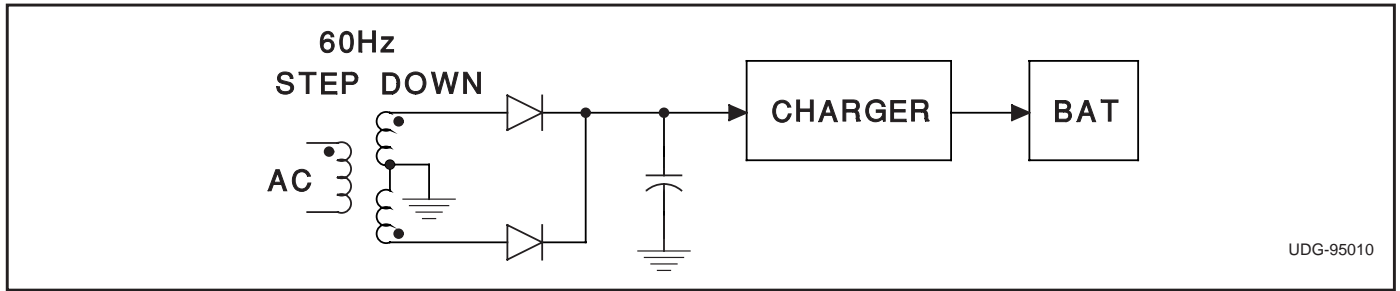 60Hz
STEP DOWN
AC
CHARGER
BAT
UDG-95010